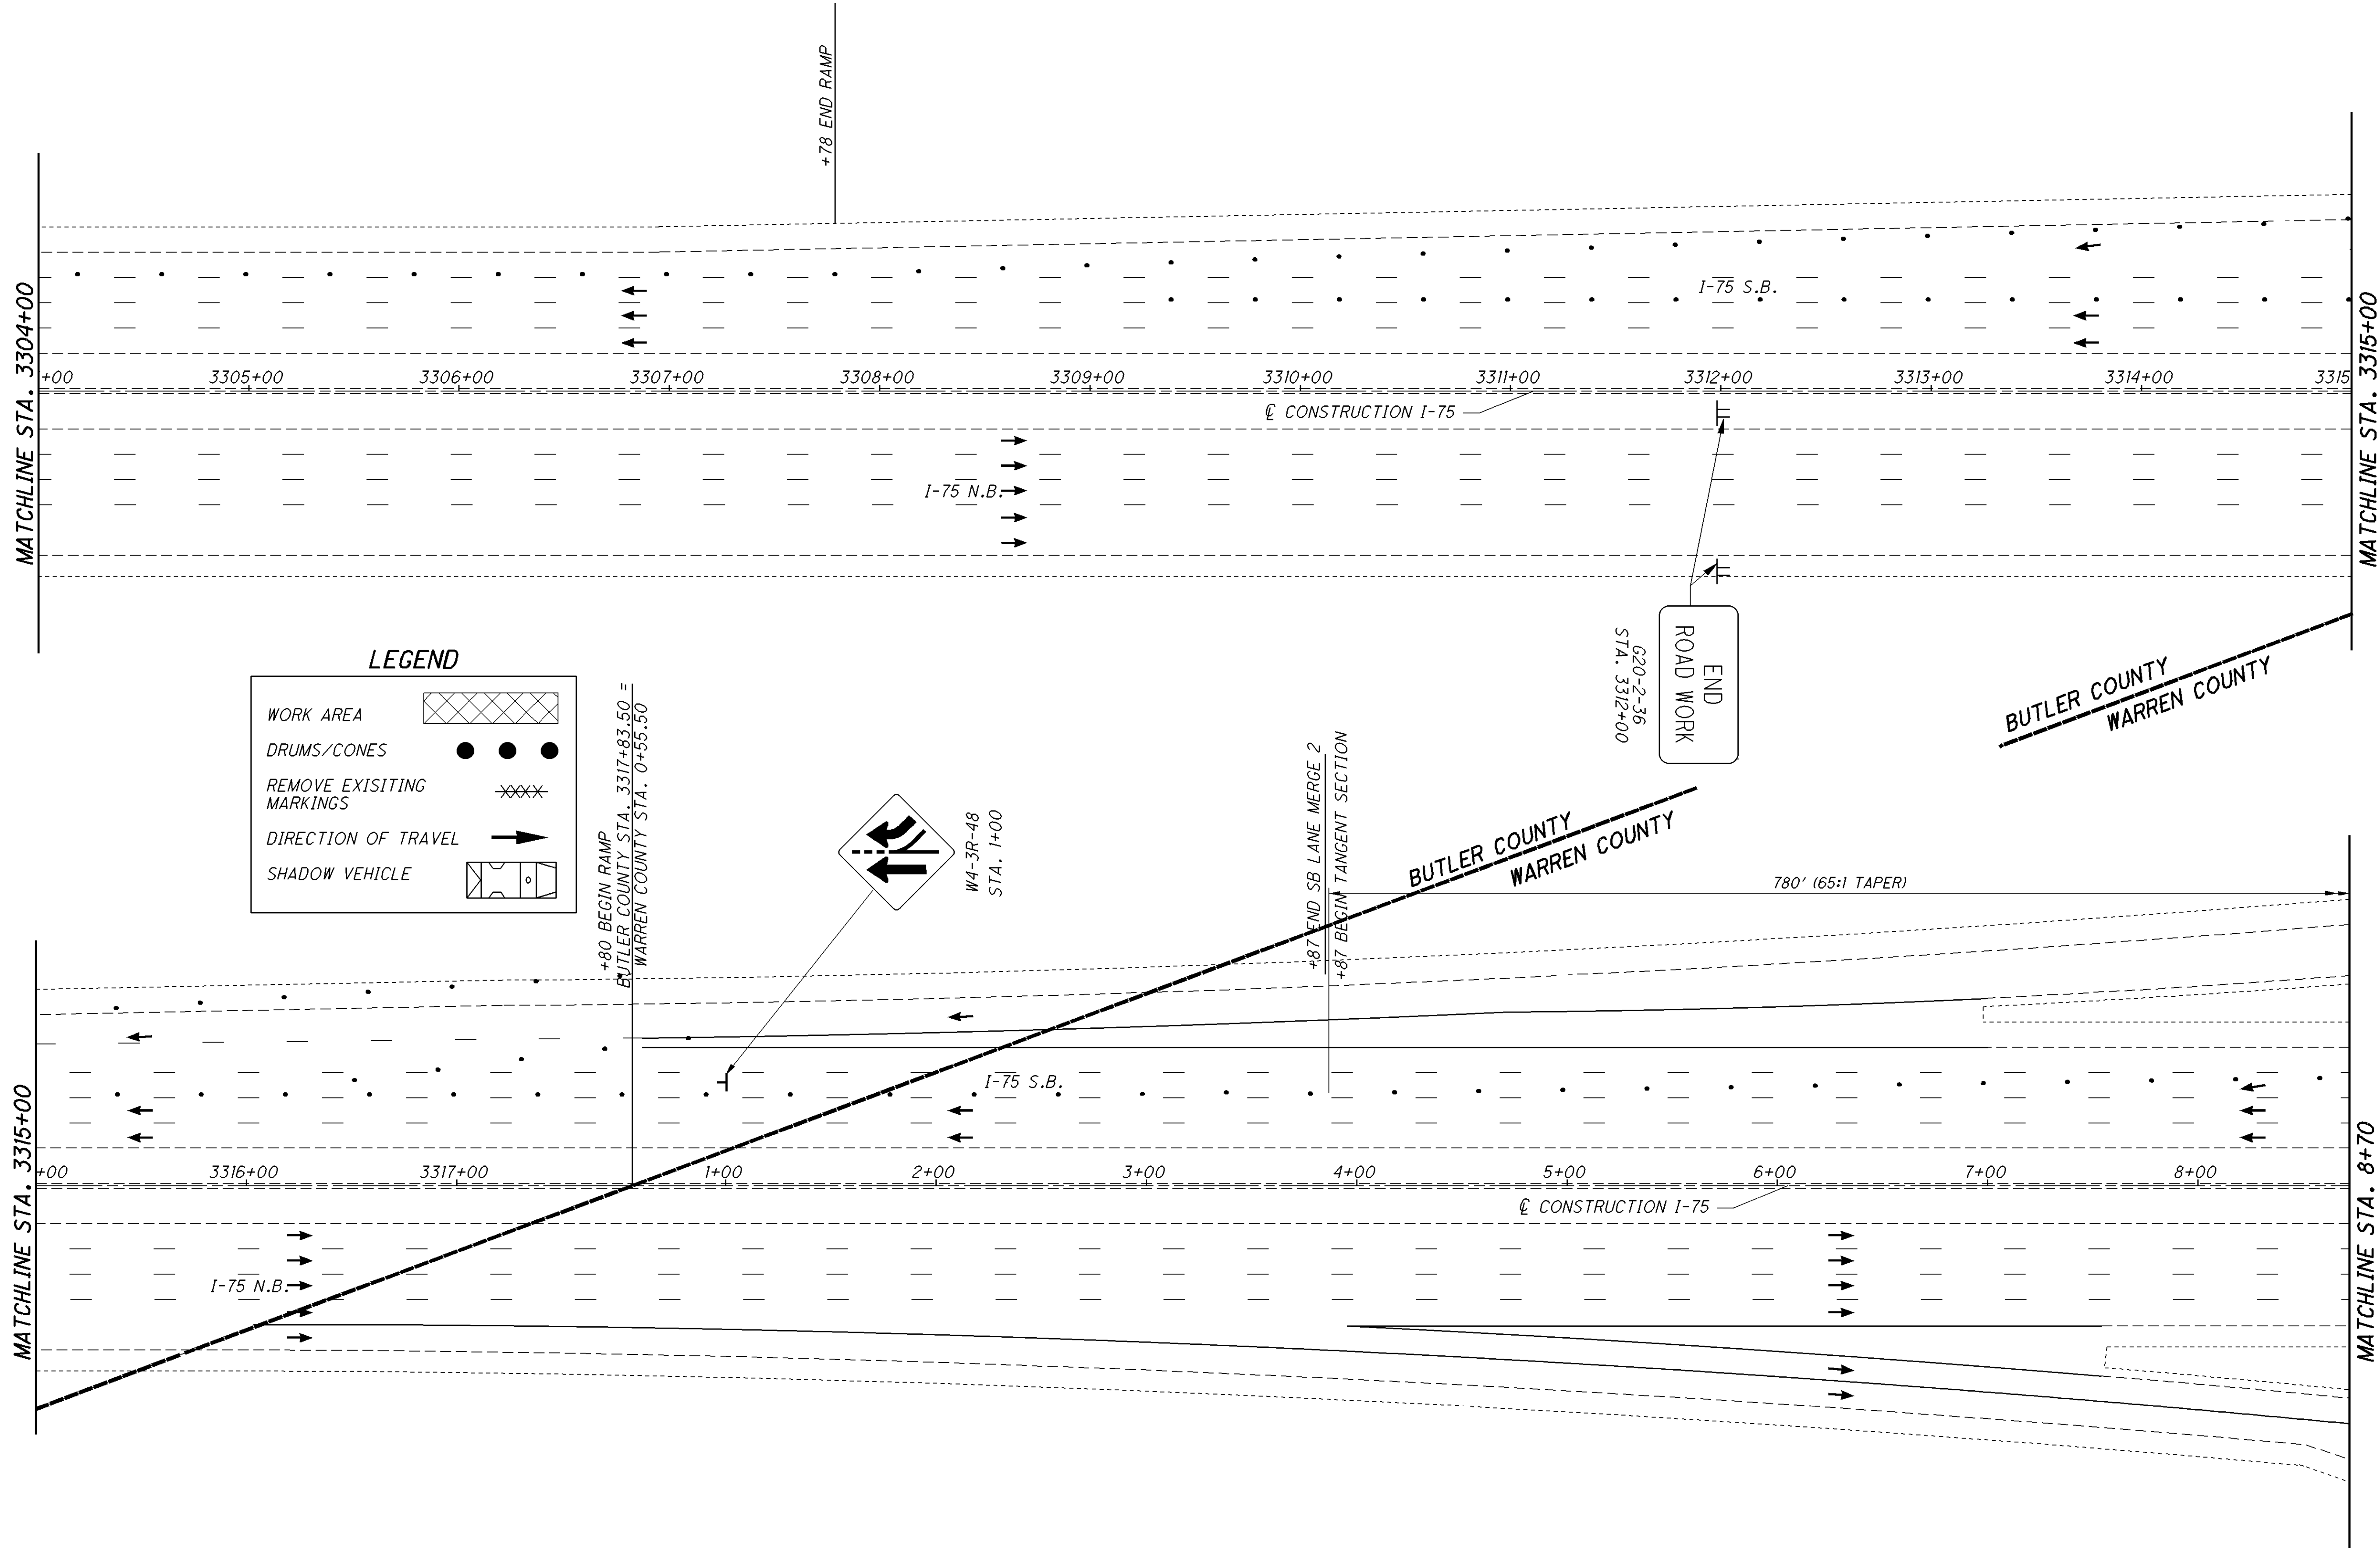 +78 END RAMP
MATCHLINE STA. 3304+00
I-75 S.B.
+00 3305+00 3306+00 3307+00 3308+00 3309+00 3310+00 3311+00 3312+00 3313+00 3314+00 3315
MATCHLINE STA. 3315+00
℄ CONSTRUCTION I-75
I-75 N.B.
END
ROAD WORK
G20-2-36
STA. 3312+00
BUTLER COUNTY
WARREN COUNTY
LEGEND
WORK AREA
DRUMS/CONES
REMOVE EXISITING
MARKINGS
DIRECTION OF TRAVEL
SHADOW VEHICLE
+80 BEGIN RAMP
BUTLER COUNTY STA. 3317+83.50 =
WARREN COUNTY STA. 0+55.50
W4-3R-48
STA. 1+00
+87 END SB LANE MERGE 2
+87 BEGIN TANGENT SECTION
BUTLER COUNTY
WARREN COUNTY
780' (65:1 TAPER)
MATCHLINE STA. 3315+00
I-75 S.B.
+00 3316+00 3317+00 1+00 2+00 3+00 4+00 5+00 6+00 7+00 8+00
MATCHLINE STA. 8+70
℄ CONSTRUCTION I-75
I-75 N.B.